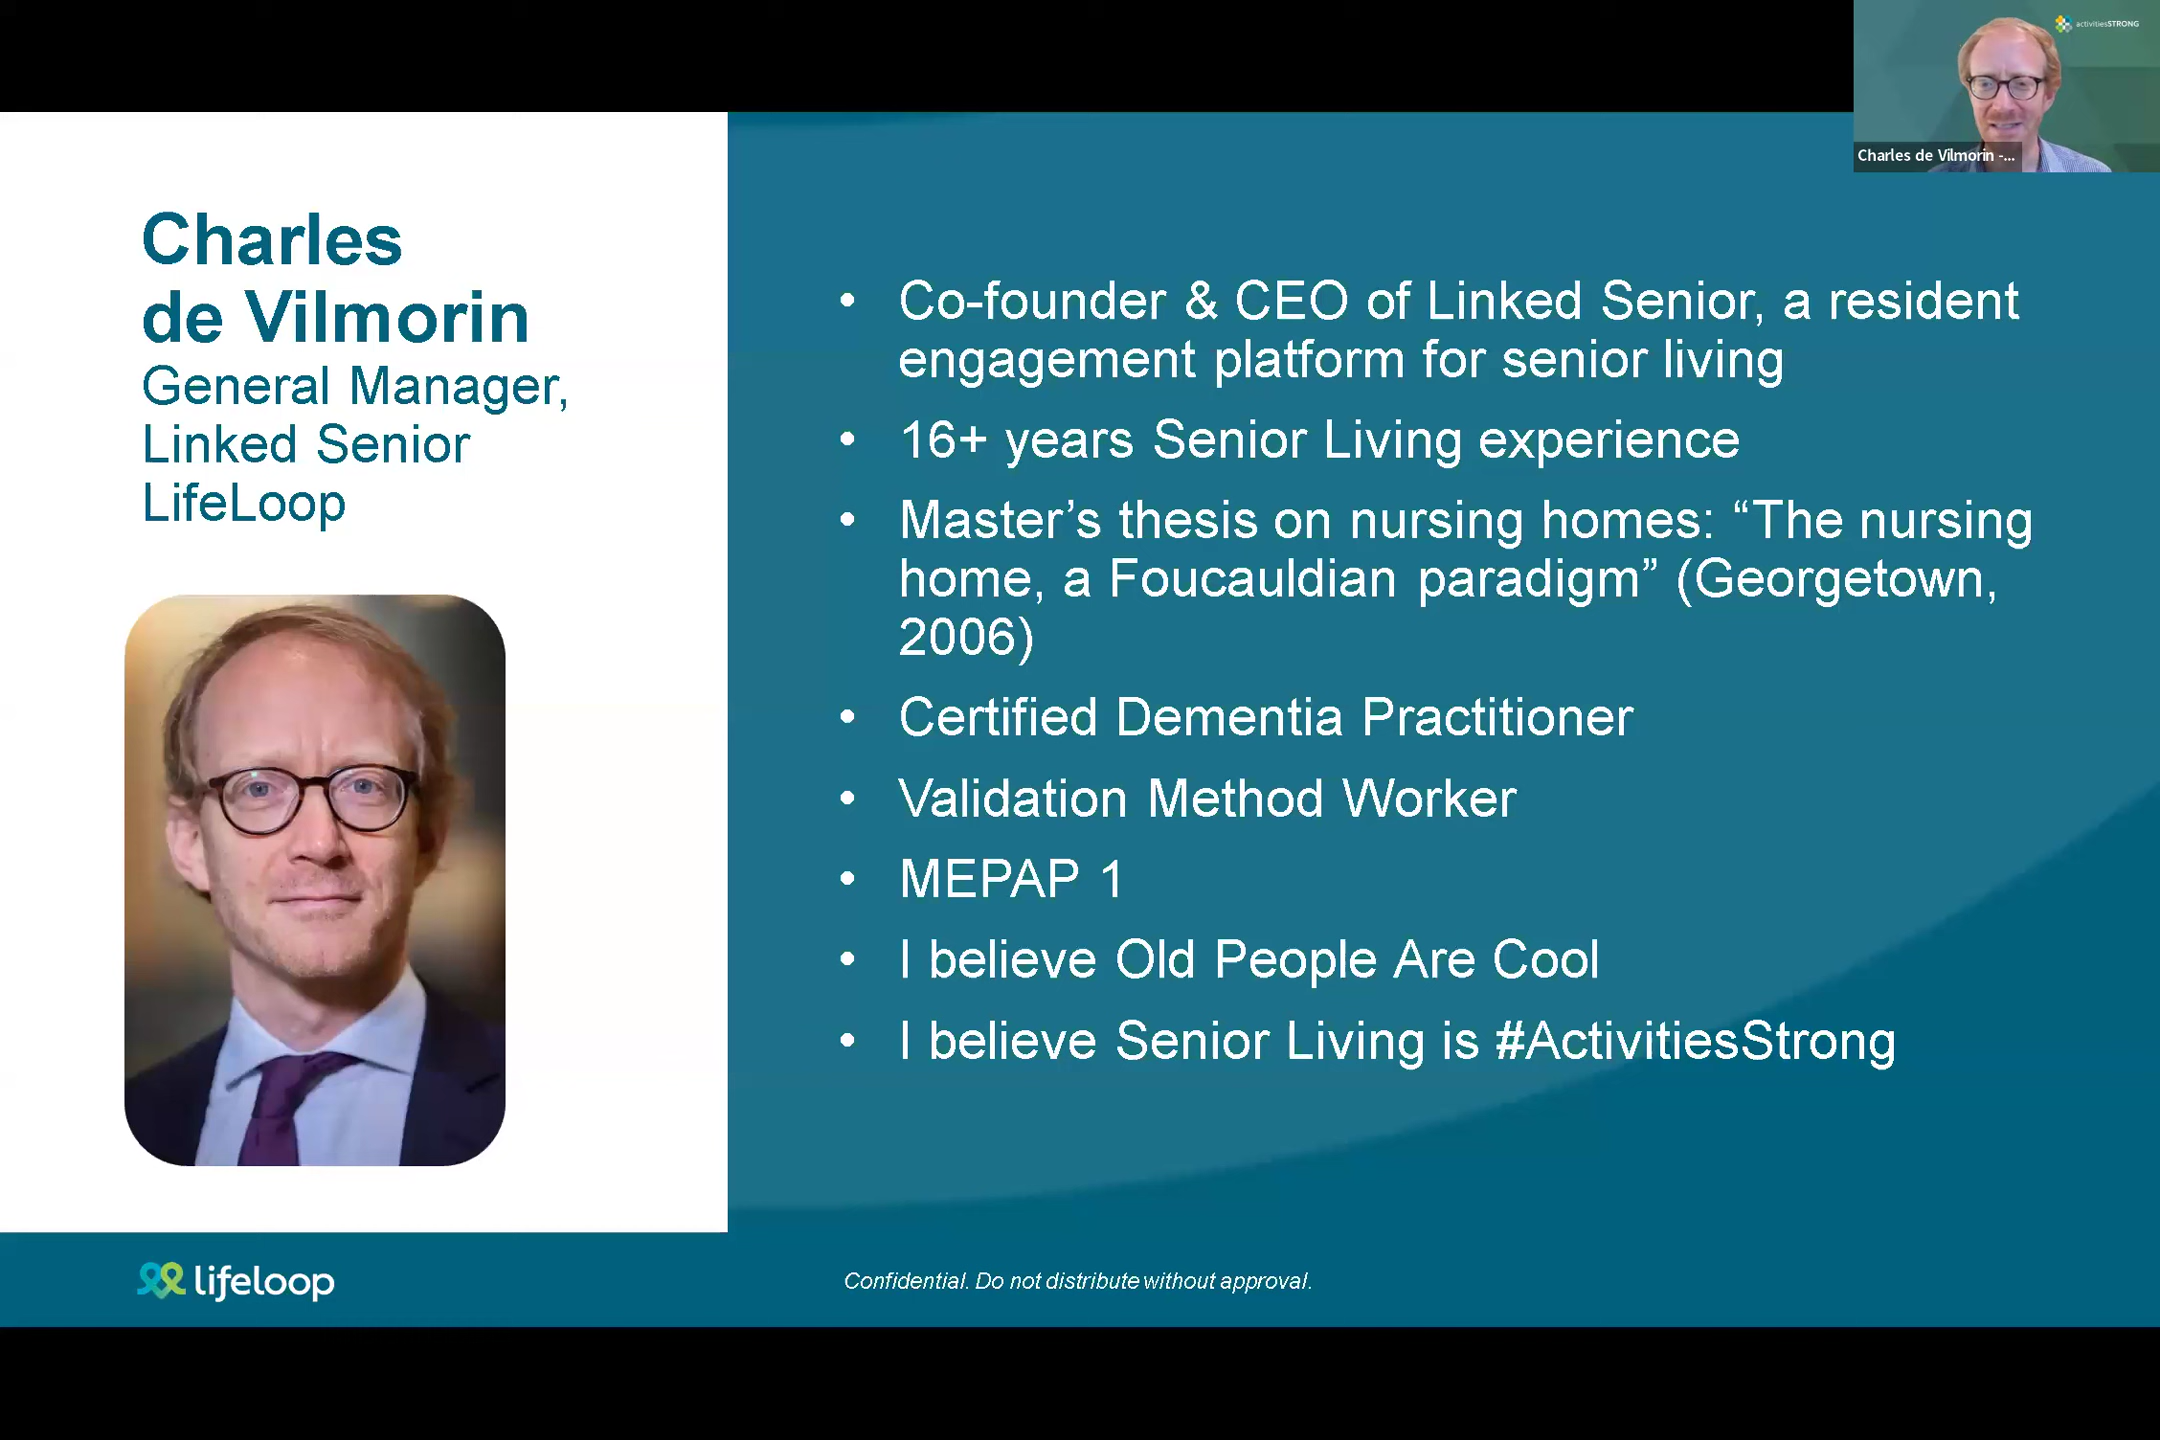 activitiesSTRONG
Charles de Vilmorin -...
Charles
de Vilmorin
General Manager,
Linked Senior
LifeLoop
• Co-founder & CEO of Linked Senior, a resident
engagement platform for senior living
• 16+ years Senior Living experience
• Master’s thesis on nursing homes: “The nursing
home, a Foucauldian paradigm” (Georgetown,
2006)
• Certified Dementia Practitioner
• Validation Method Worker
• MEPAP 1
• I believe Old People Are Cool
• I believe Senior Living is #ActivitiesStrong
lifeloop
Confidential. Do not distribute without approval.